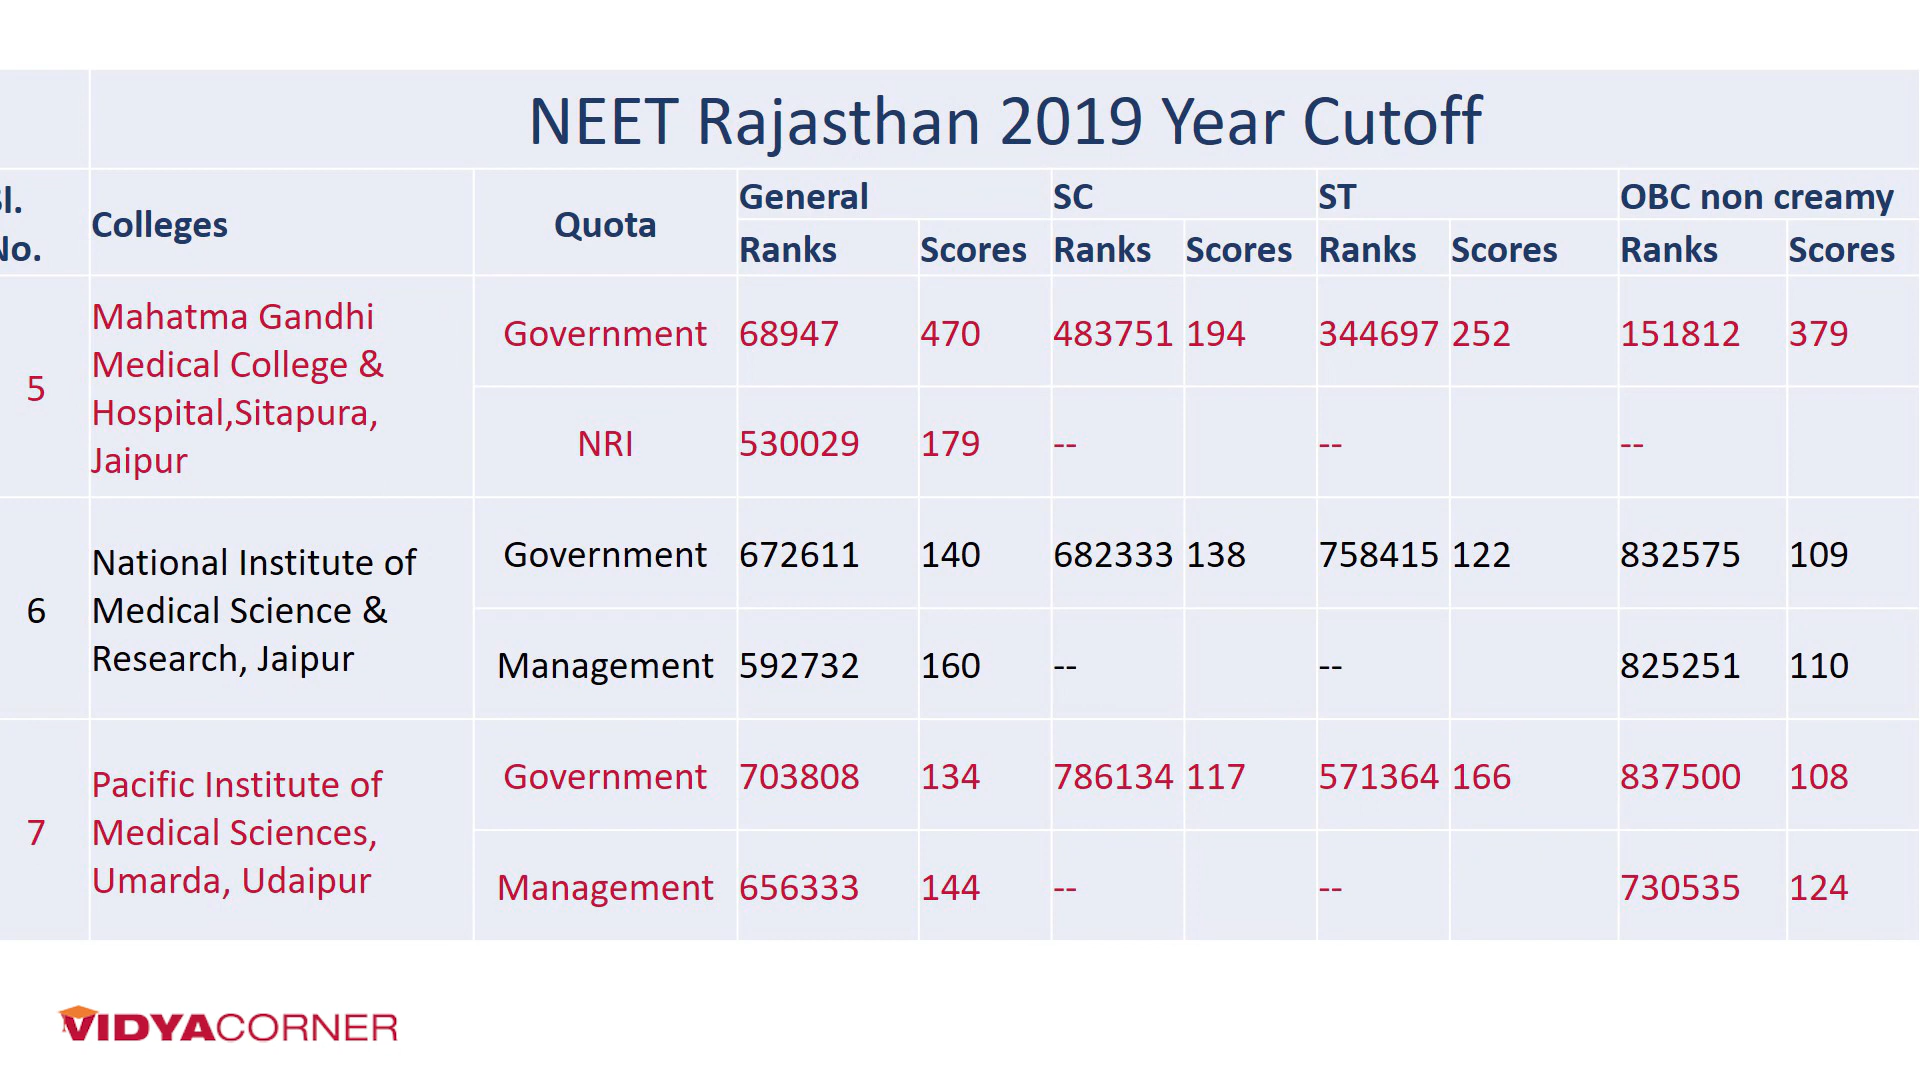 NEET Rajasthan 2019 Year Cutoff
Sl. No. Colleges Quota General SC ST OBC non creamy
Ranks Scores Ranks Scores Ranks Scores Ranks Scores
5
Mahatma Gandhi
Medical College &
Hospital,Sitapura,
Jaipur
Government 68947 470 483751 194 344697 252 151812 379
NRI 530029 179 -- -- --
6
National Institute of
Medical Science &
Research, Jaipur
Government 672611 140 682333 138 758415 122 832575 109
Management 592732 160 -- -- 825251 110
7
Pacific Institute of
Medical Sciences,
Umarda, Udaipur
Government 703808 134 786134 117 571364 166 837500 108
Management 656333 144 -- -- 730535 124
VIDYACORNER